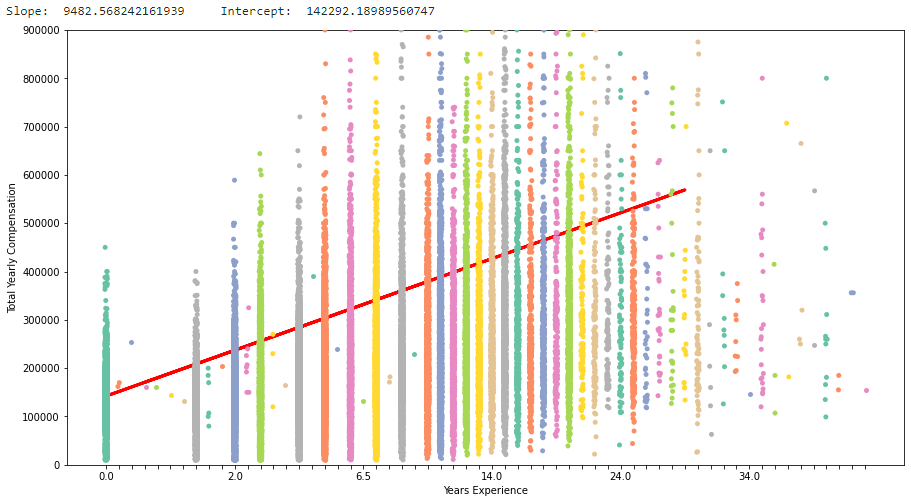 Slope:  9482.568242161939     Intercept:  142292.18989560747
900000
800000
700000
600000
500000
400000
300000
200000
100000
0
Total Yearly Compensation
0.0 2.0 6.5 14.0 24.0 34.0
Years Experience